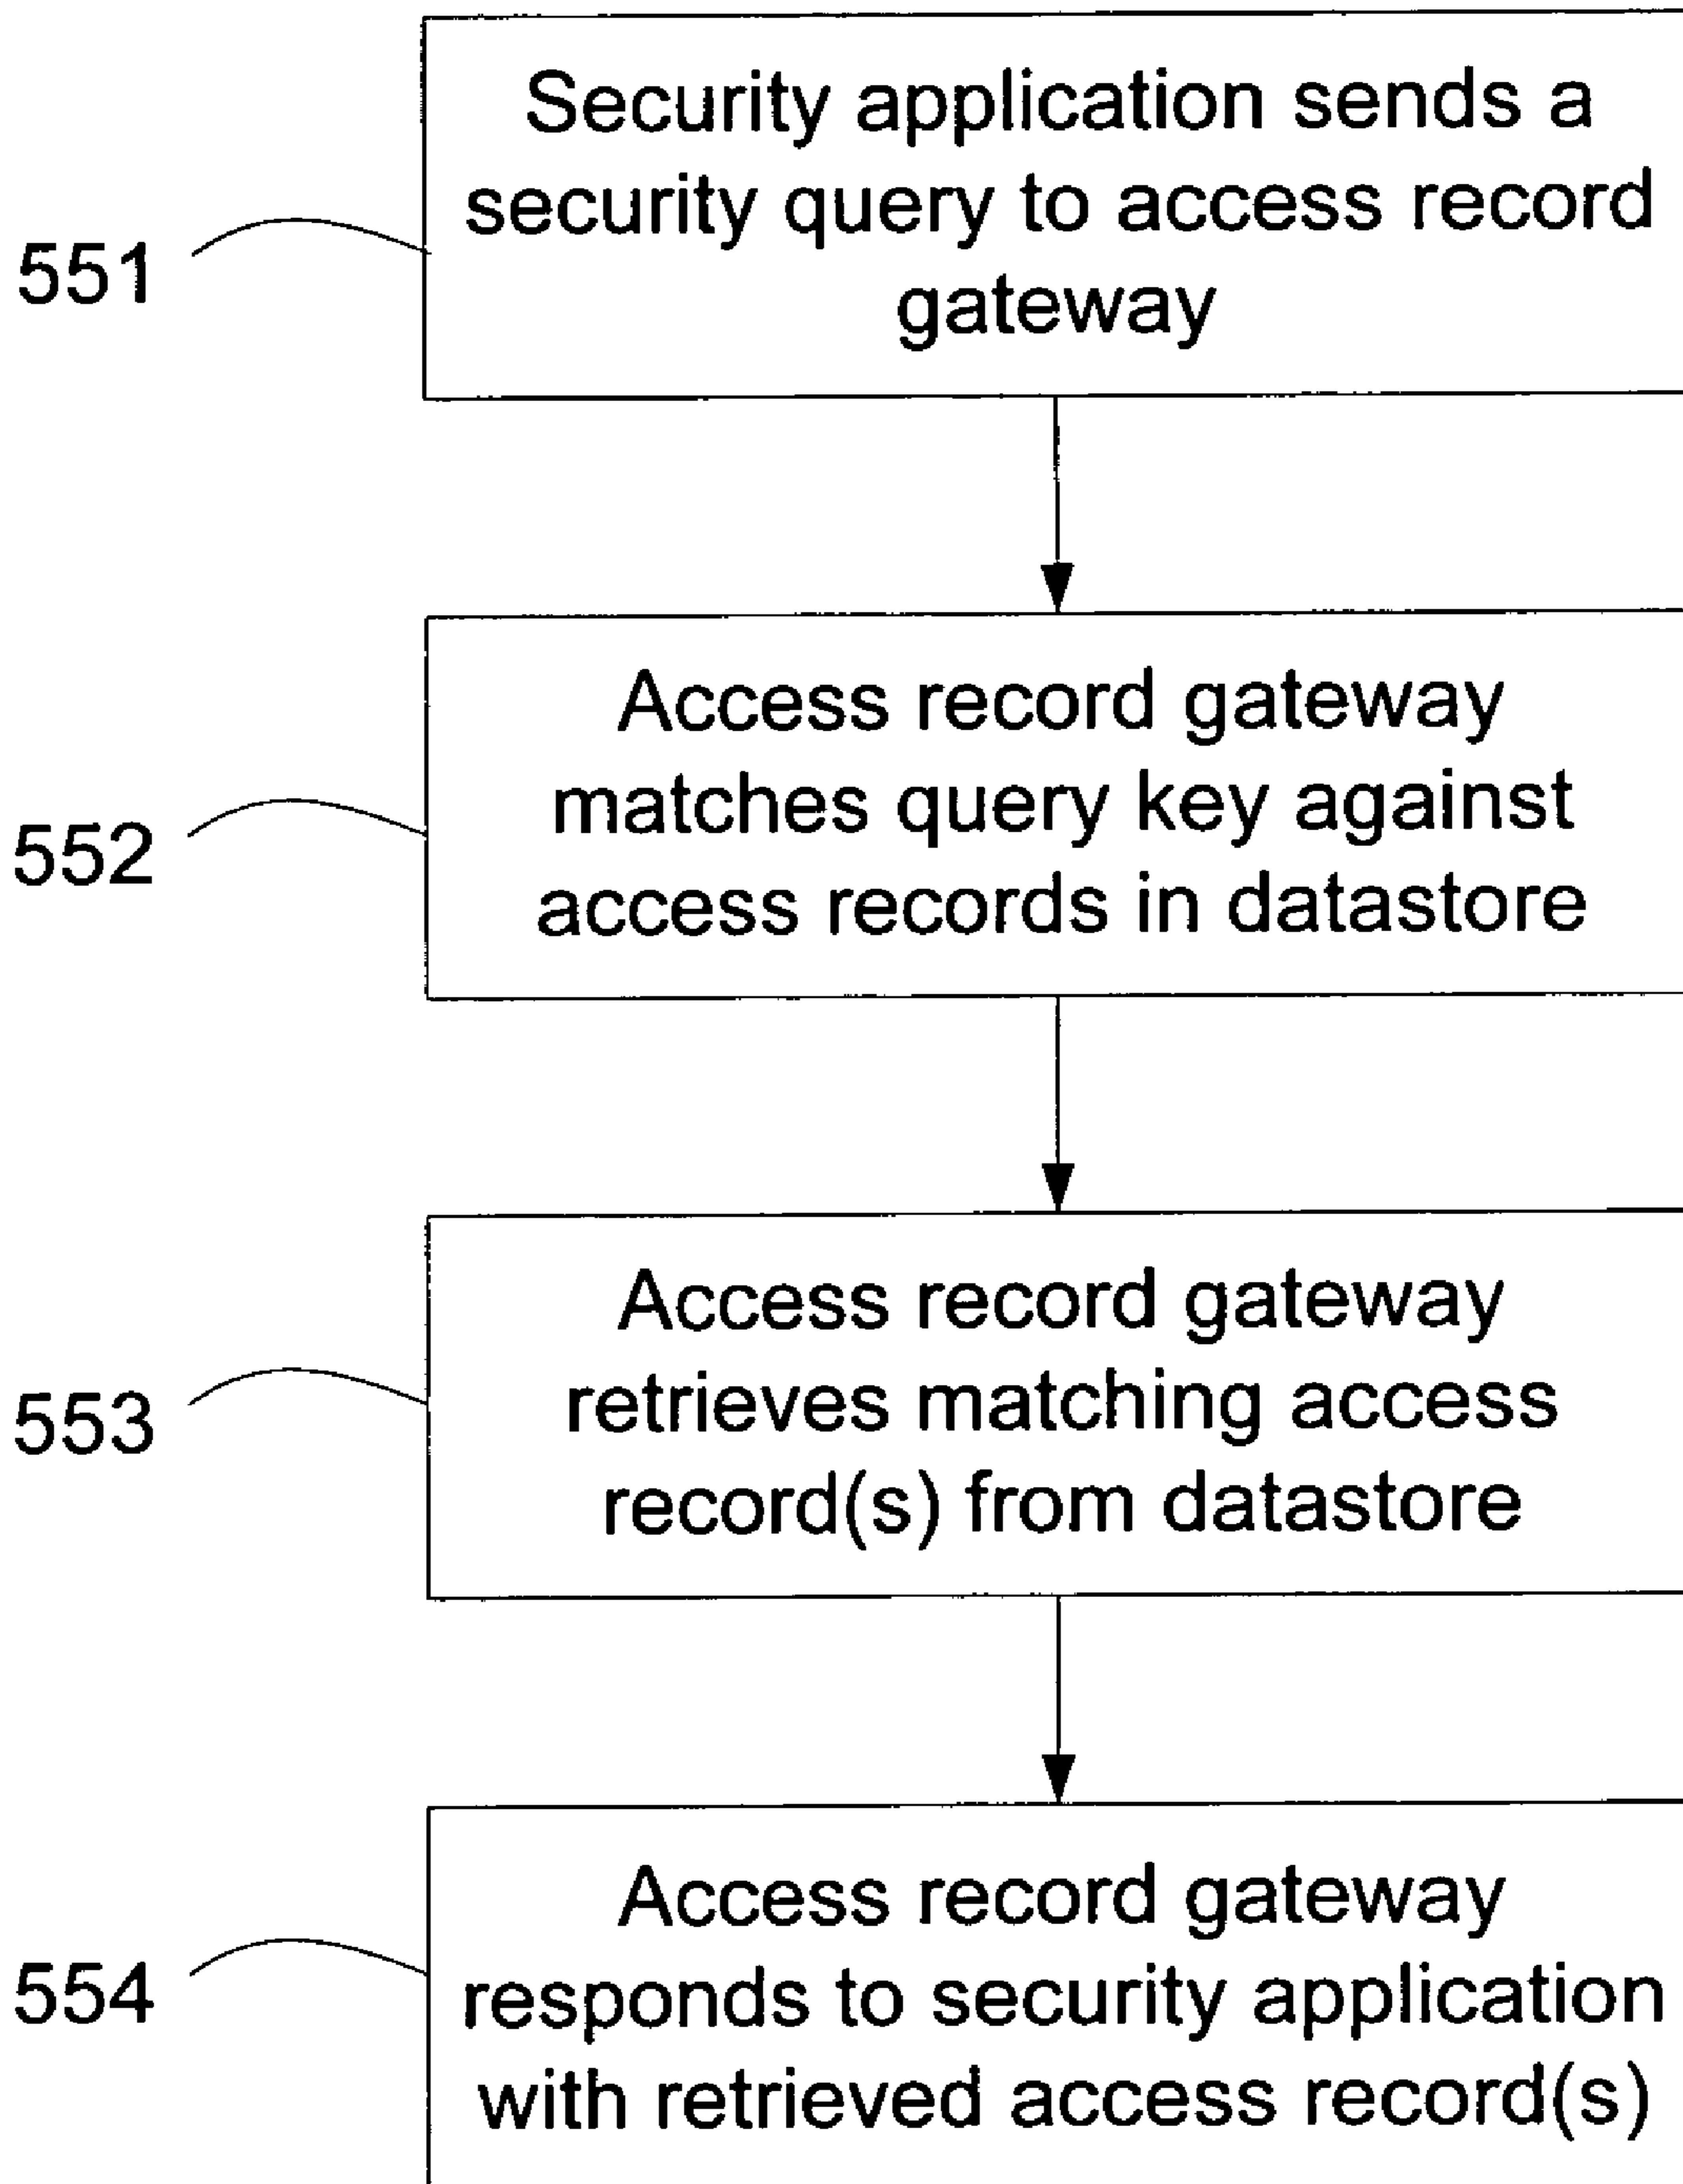 551
Security application sends a
security query to access record
gateway
552
Access record gateway
matches query key against
access records in datastore
553
Access record gateway
retrieves matching access
record(s) from datastore
554
Access record gateway
responds to security application
with retrieved access record(s)